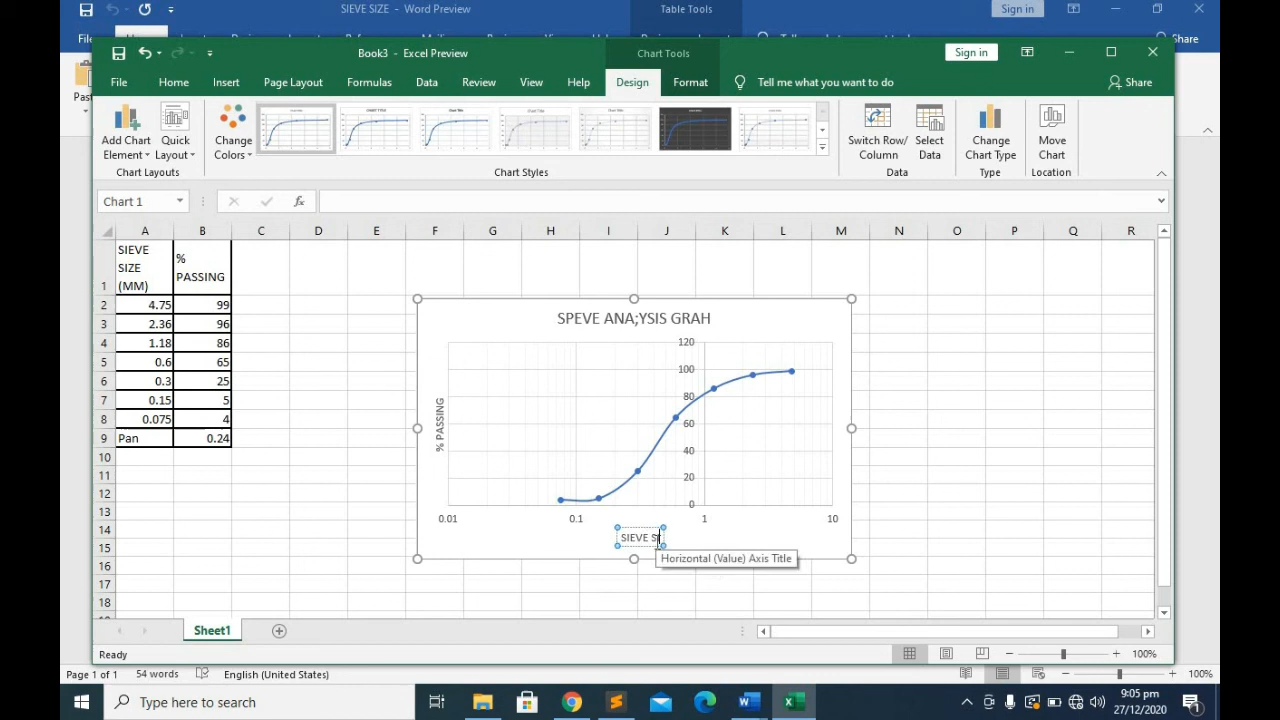 SIEVE SIZE - Word Preview
Table Tools
Sign in
Share
Book3 - Excel Preview
Chart Tools
Sign in
File
Home
Insert
Page Layout
Formulas
Data
Review
View
Help
Design
Format
Tell me what you want to do
Share
Add Chart Element
Quick Layout
Change Colors
Switch Row/ Column
Select Data
Change Chart Type
Move Chart
Chart Layouts
Chart Styles
Data
Type
Location
Chart 1
fx
A B C D E F G H I J K L M N O P Q R
1 SIEVE SIZE (MM) % PASSING
2 4.75 99
3 2.36 96
4 1.18 86
5 0.6 65
6 0.3 25
7 0.15 5
8 0.075 4
9 Pan 0.24
10
11
12
13
14
15
16
17
18
SPEVE ANA;YSIS GRAH
% PASSING
120
100
80
60
40
20
0
0.01 0.1 1 10
SIEVE SI
Horizontal (Value) Axis Title
Sheet1
Ready
100%
Page 1 of 1
54 words
English (United States)
100%
Type here to search
9:05 pm
27/12/2020
1